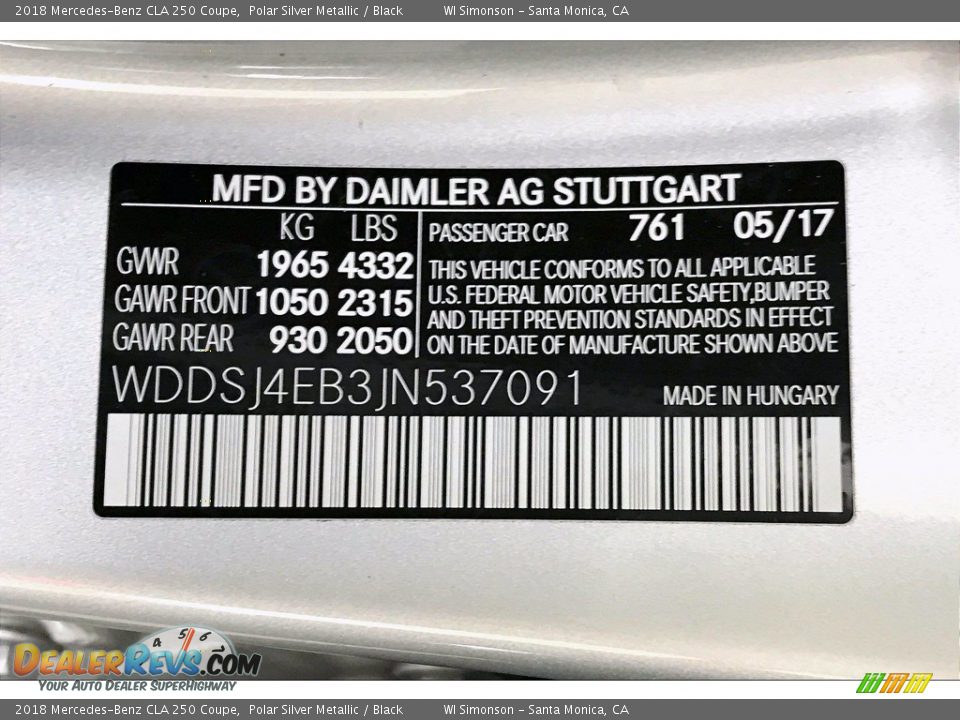 2018 Mercedes-Benz CLA 250 Coupe, Polar Silver Metallic / Black WI Simonson - Santa Monica, CA
MFD BY DAIMLER AG STUTTGART
KG LBS
GVWR 1965 4332
GAWR FRONT 1050 2315
GAWR REAR 930 2050
PASSENGER CAR 761 05/17
THIS VEHICLE CONFORMS TO ALL APPLICABLE
U.S. FEDERAL MOTOR VEHICLE SAFETY,BUMPER
AND THEFT PREVENTION STANDARDS IN EFFECT
ON THE DATE OF MANUFACTURE SHOWN ABOVE
WDDSJ4EB3JN537091 MADE IN HUNGARY
4 5 6 7
DEALERREVS.COM
YOUR AUTO DEALER SUPERHIGHWAY
2018 Mercedes-Benz CLA 250 Coupe, Polar Silver Metallic / Black WI Simonson - Santa Monica, CA